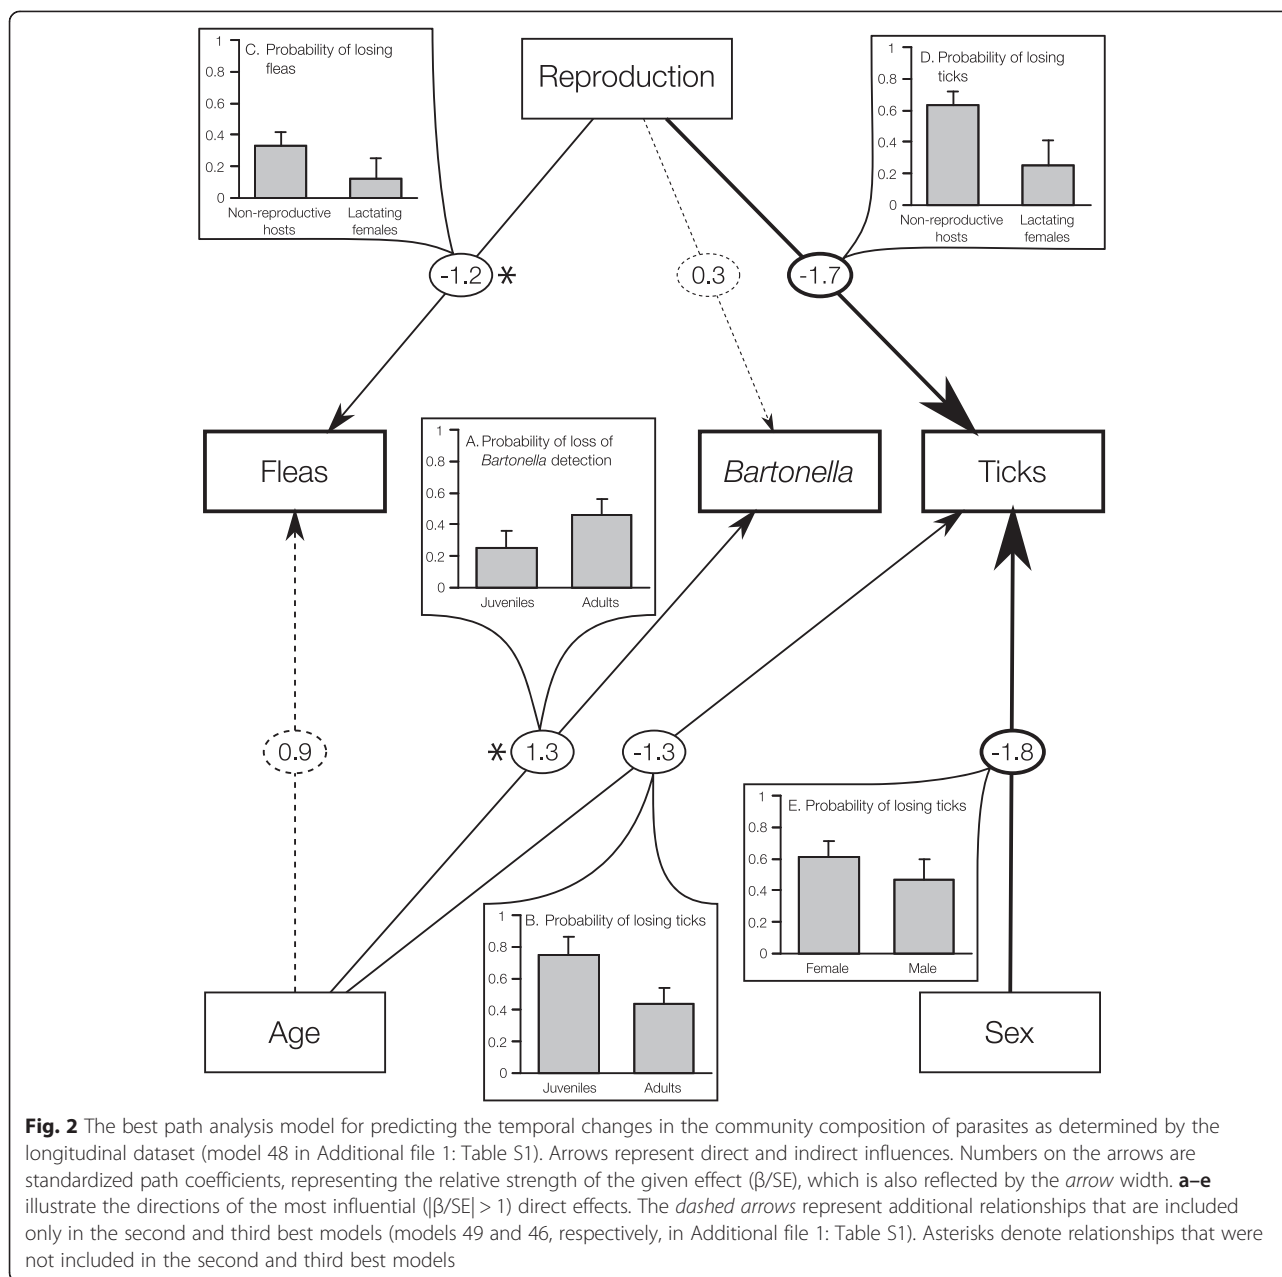 C. Probability of losing
fleas
1
0.8
0.6
0.4
0.2
0
Non-reproductive
hosts
Lactating
females
Reproduction
D. Probability of losing
ticks
1
0.8
0.6
0.4
0.2
0
Non-reproductive
hosts
Lactating
females
-1.2 *
0.3
-1.7
Fleas
A. Probability of loss of
Bartonella detection
1
0.8
0.6
0.4
0.2
0
Juveniles
Adults
Bartonella
Ticks
0.9
* 1.3
-1.3
-1.8
E. Probability of losing ticks
1
0.8
0.6
0.4
0.2
0
Female
Male
B. Probability of losing ticks
1
0.8
0.6
0.4
0.2
0
Juveniles
Adults
Age
Sex
Fig. 2 The best path analysis model for predicting the temporal changes in the community composition of parasites as determined by the
longitudinal dataset (model 48 in Additional file 1: Table S1). Arrows represent direct and indirect influences. Numbers on the arrows are
standardized path coefficients, representing the relative strength of the given effect (β/SE), which is also reflected by the arrow width. a–e
illustrate the directions of the most influential (|β/SE| > 1) direct effects. The dashed arrows represent additional relationships that are included
only in the second and third best models (models 49 and 46, respectively, in Additional file 1: Table S1). Asterisks denote relationships that were
not included in the second and third best models